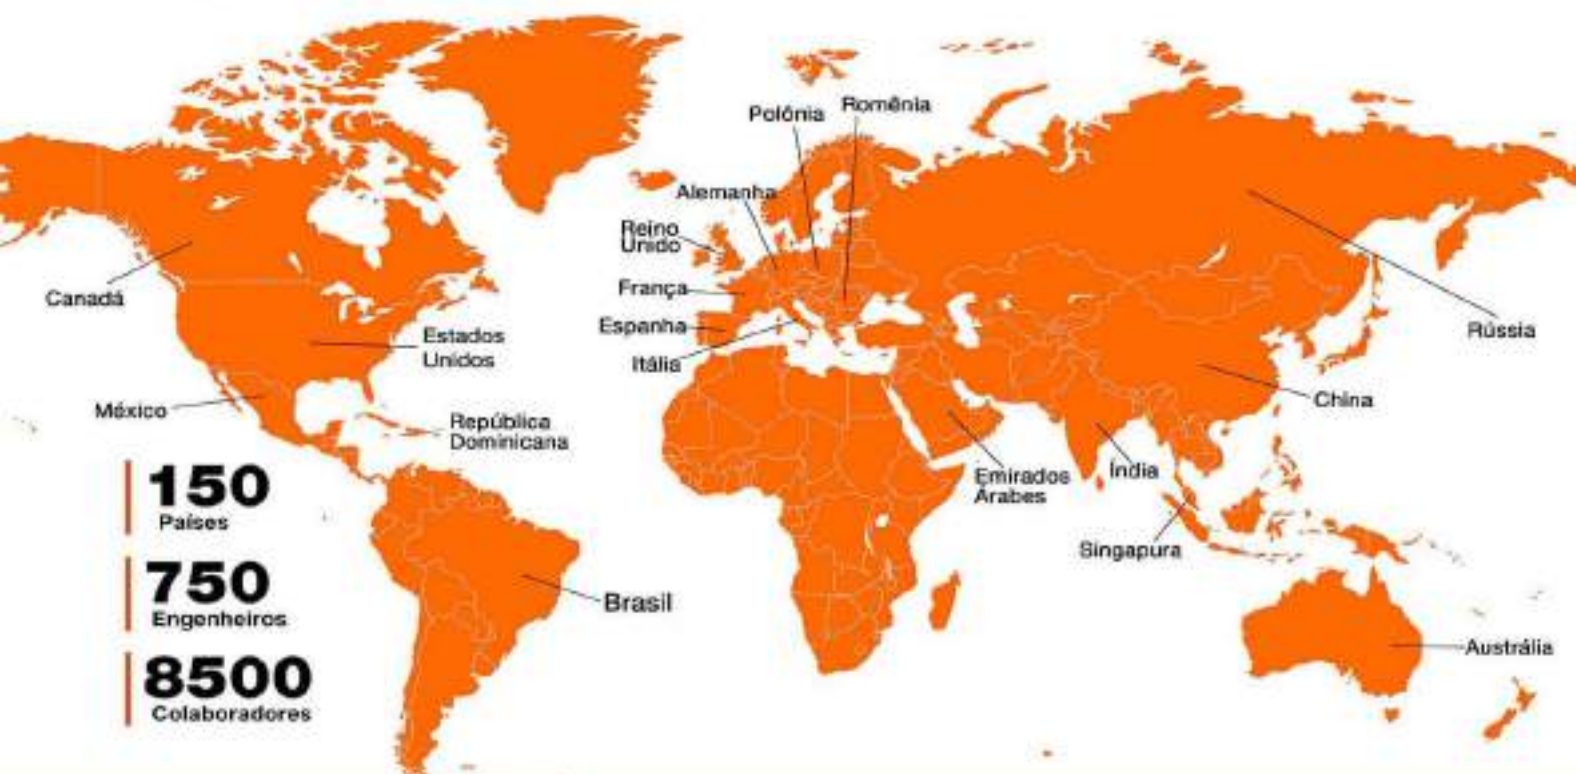 Polônia
Romênia
Alemanha
Reino
Unido
França
Espanha
Itália
Canadá
Estados
Unidos
México
República
Dominicana
Rússia
China
Emirados
Árabes
Índia
Singapura
Brasil
Austrália
150
Países
750
Engenheiros
8500
Colaboradores